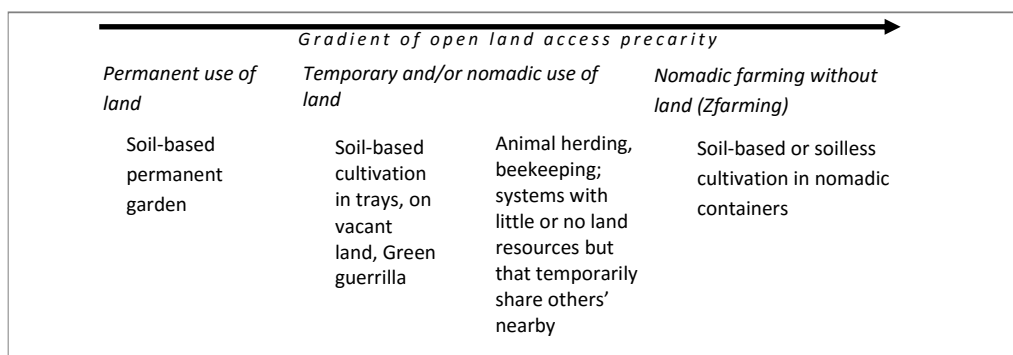 Gradient of open land access precarity
Permanent use of
land
Temporary and/or nomadic use of
land
Nomadic farming without
land (Zfarming)
Soil-based
permanent
garden
Soil-based
cultivation
in trays, on
vacant
land, Green
guerrilla
Animal herding,
beekeeping;
systems with
little or no land
resources but
that temporarily
share others’
nearby
Soil-based or soilless
cultivation in nomadic
containers